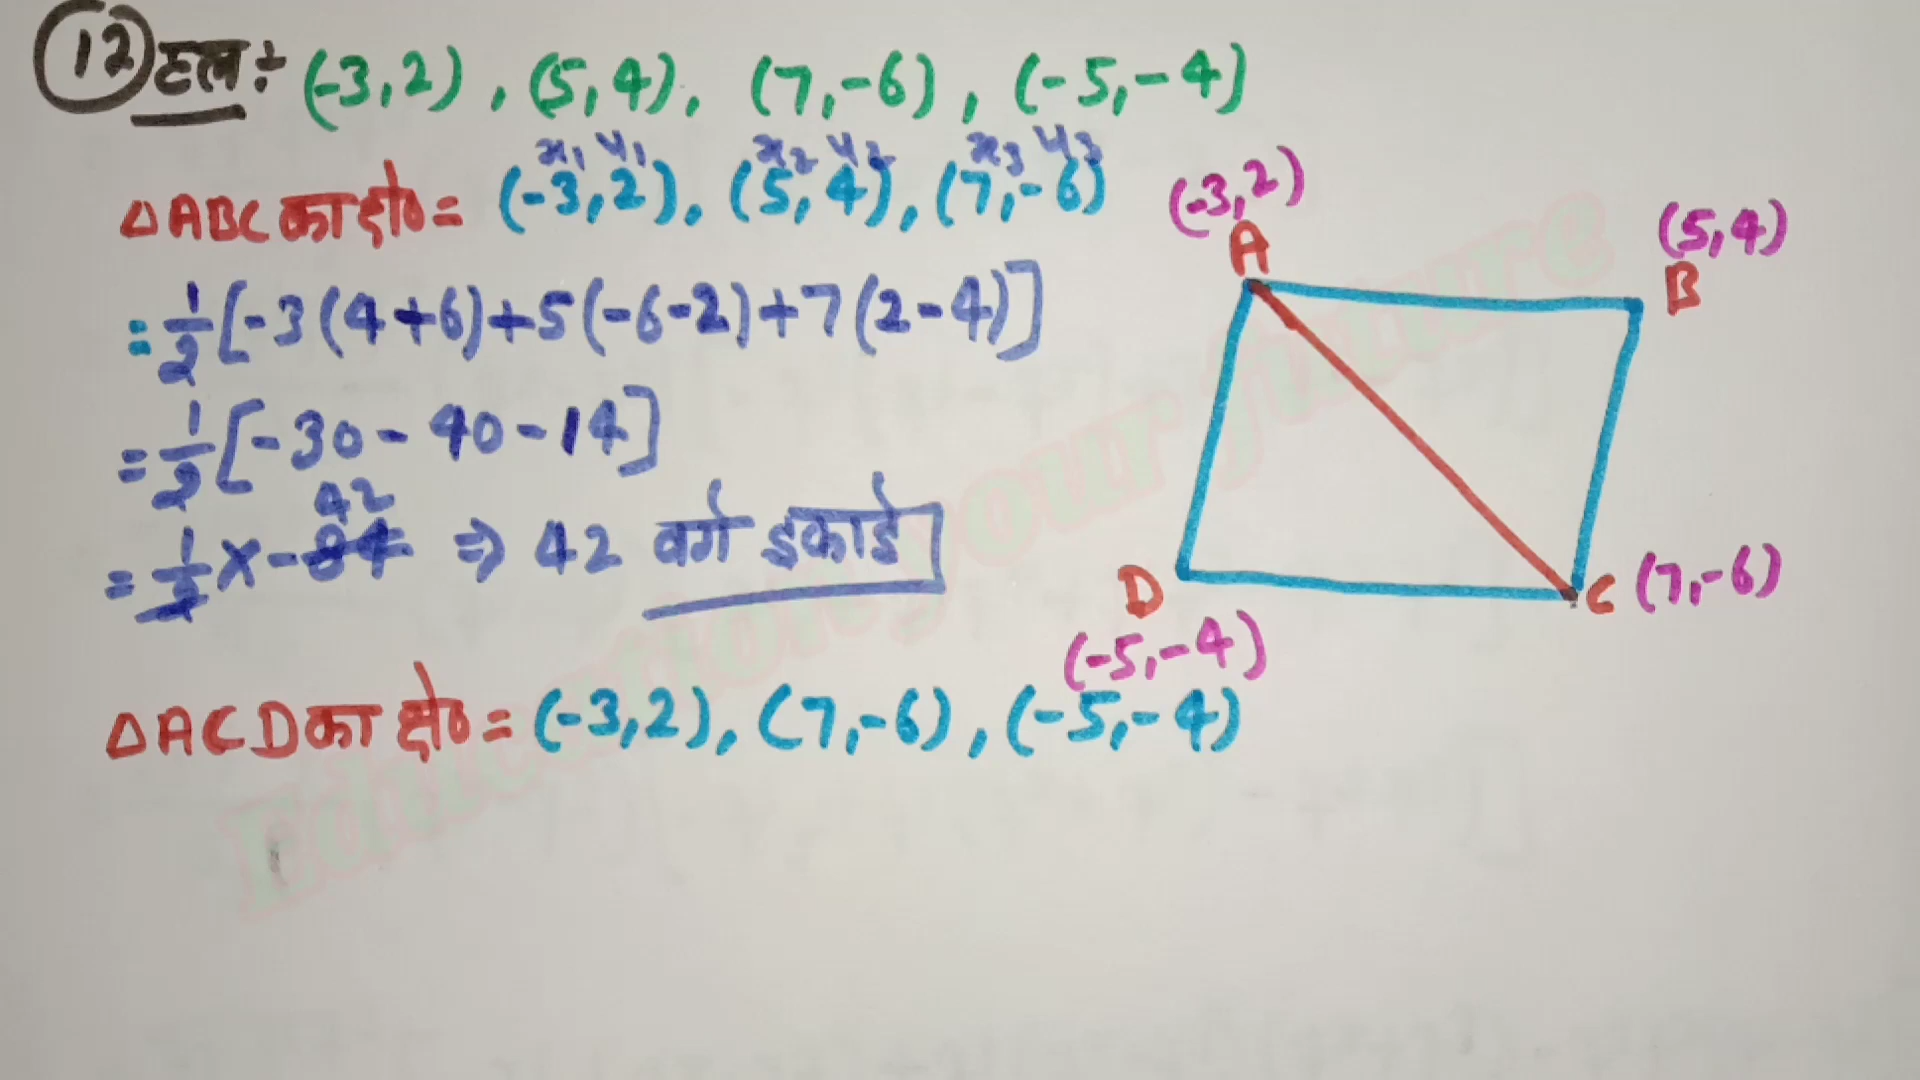 12 हल ÷ (-3,2), (5,4), (7,-6), (-5,-4)
x₁ y₁ x₂ y₂ x₃ y₃
△ABC का क्षे० = (-3,2), (5,4), (7,-6)
= 1/2 [-3(4+6)+5(-6-2)+7(2-4)]
= 1/2 [-30-40-14]
42
= 1/2 x -84 ⇒ 42 वर्ग इकाई
△ACD का क्षे० = (-3,2), (7,-6), (-5,-4)
(-3,2)
A
(5,4)
B
D
(-5,-4)
C (7,-6)
Education your future